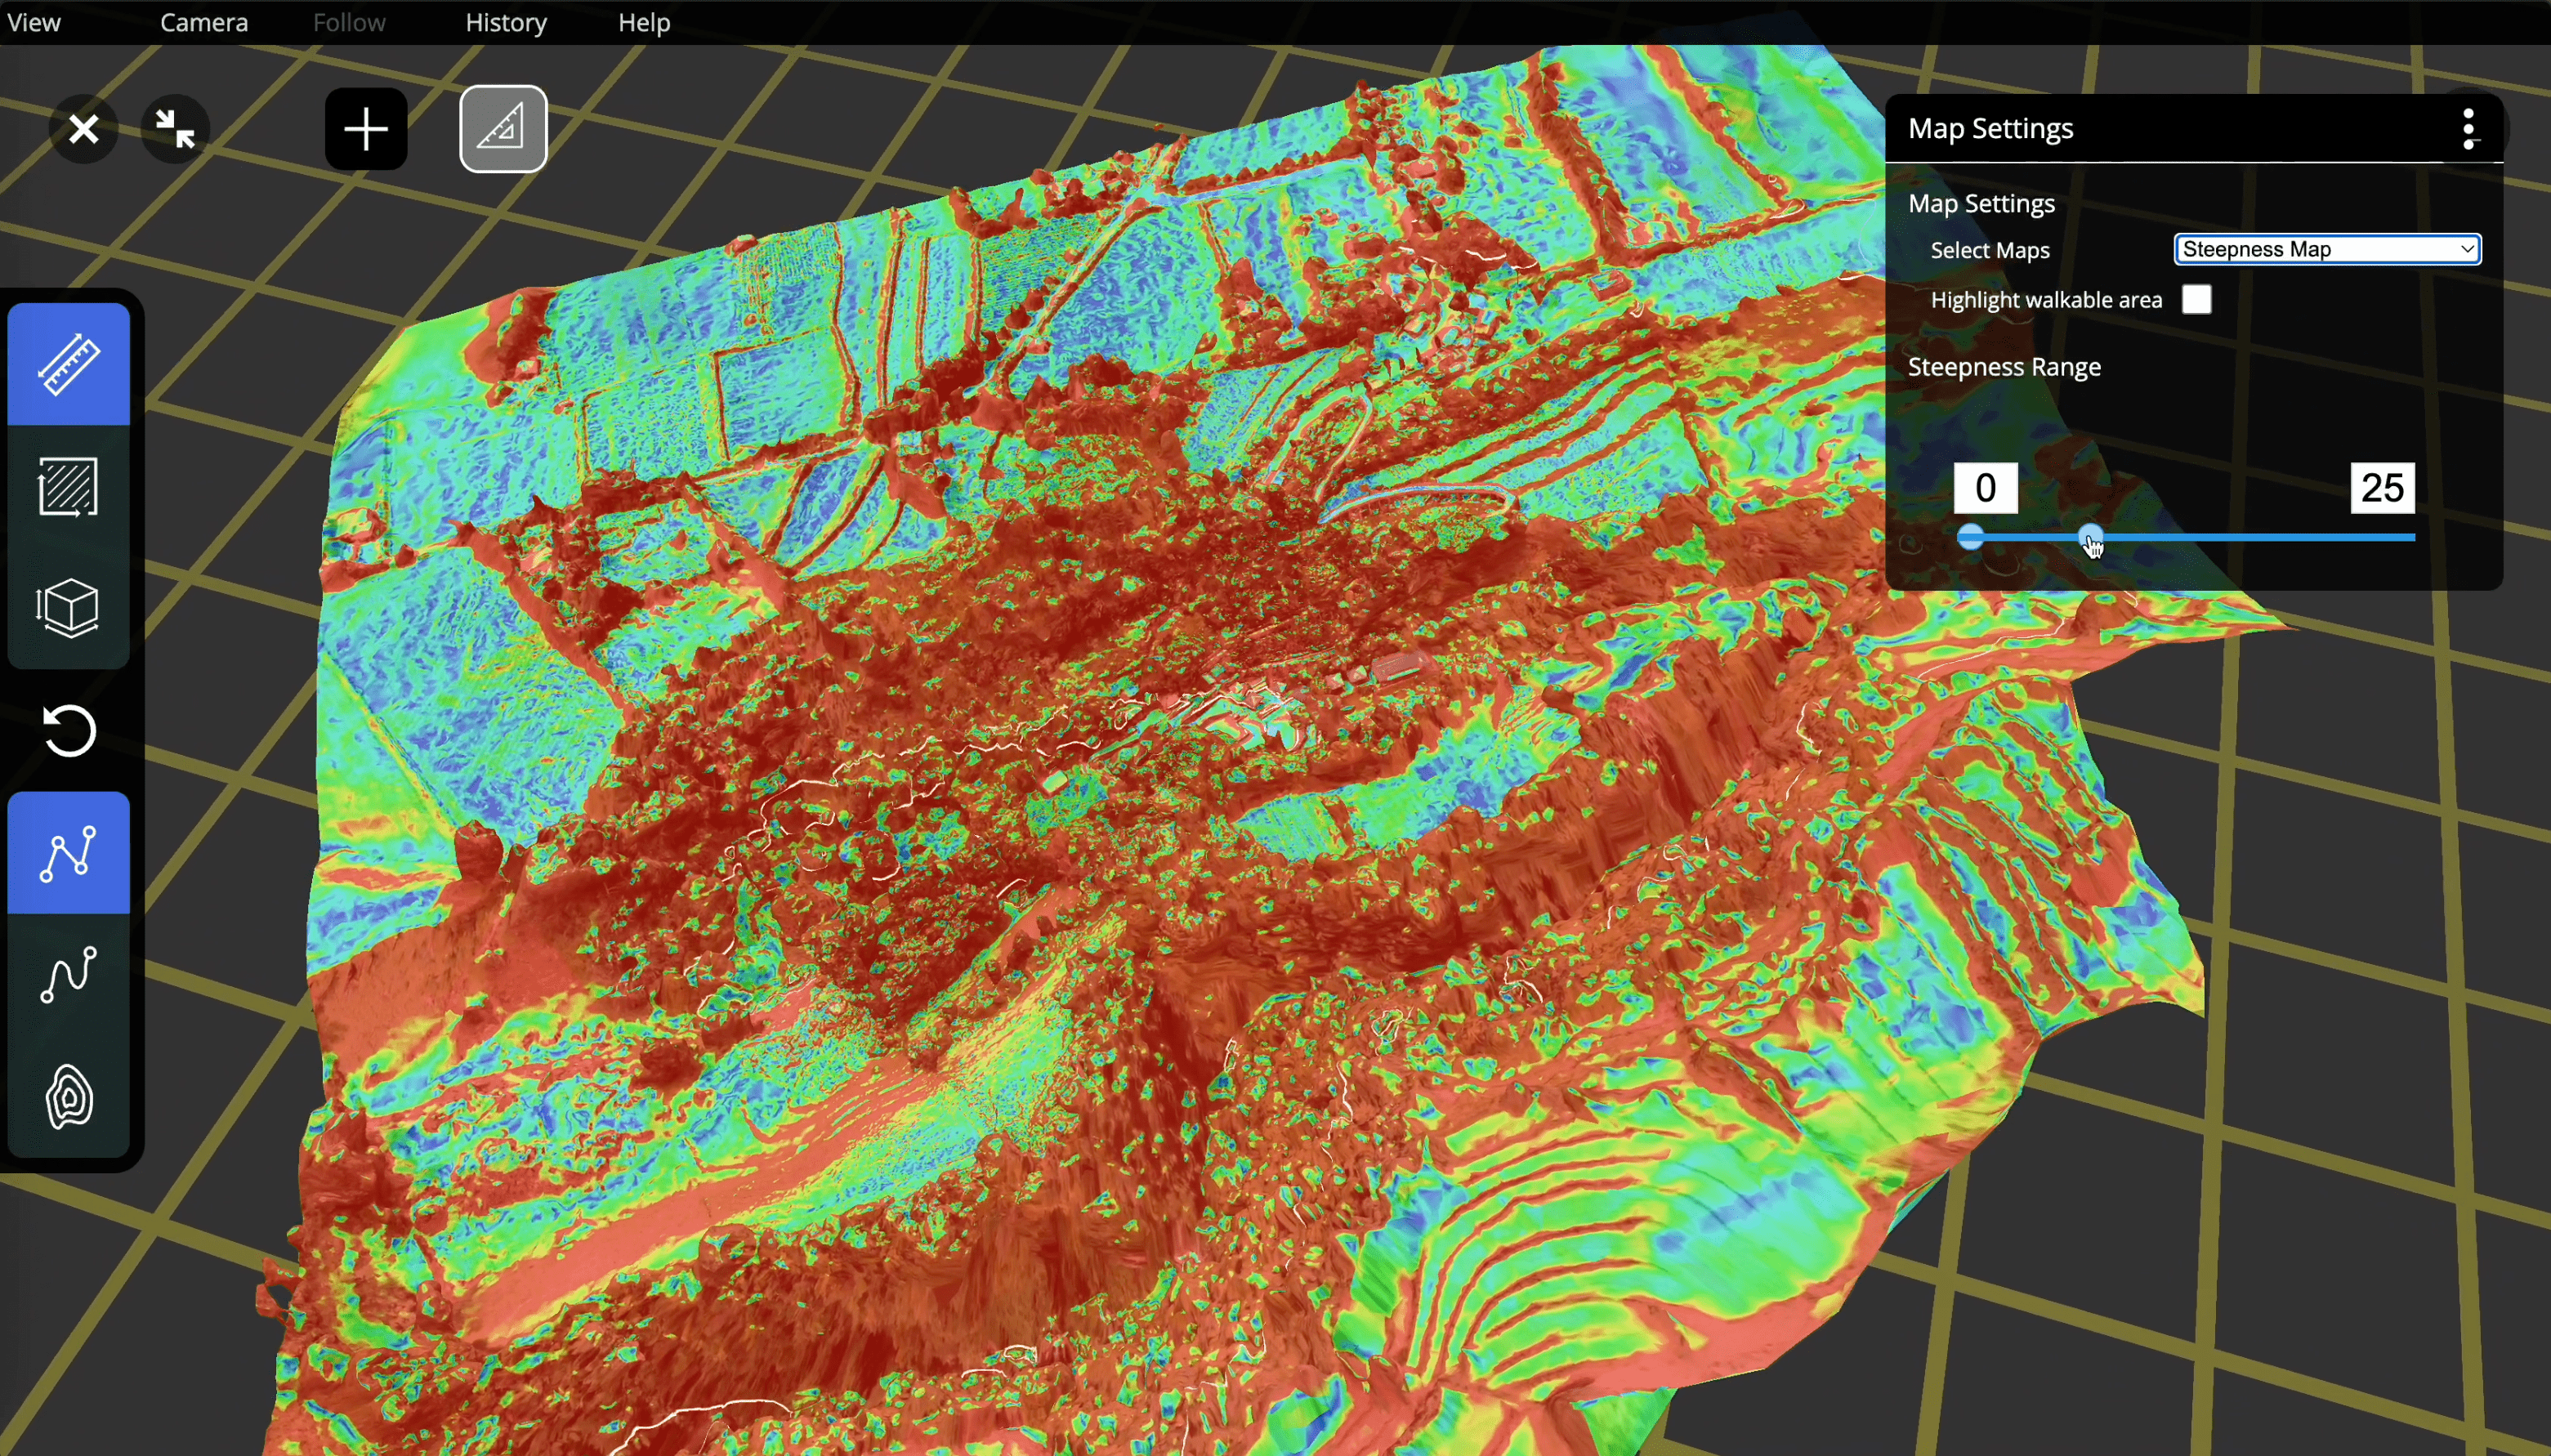 View Camera Follow History Help
Map Settings
Map Settings
Select Maps Steepness Map
Highlight walkable area
Steepness Range
0 25